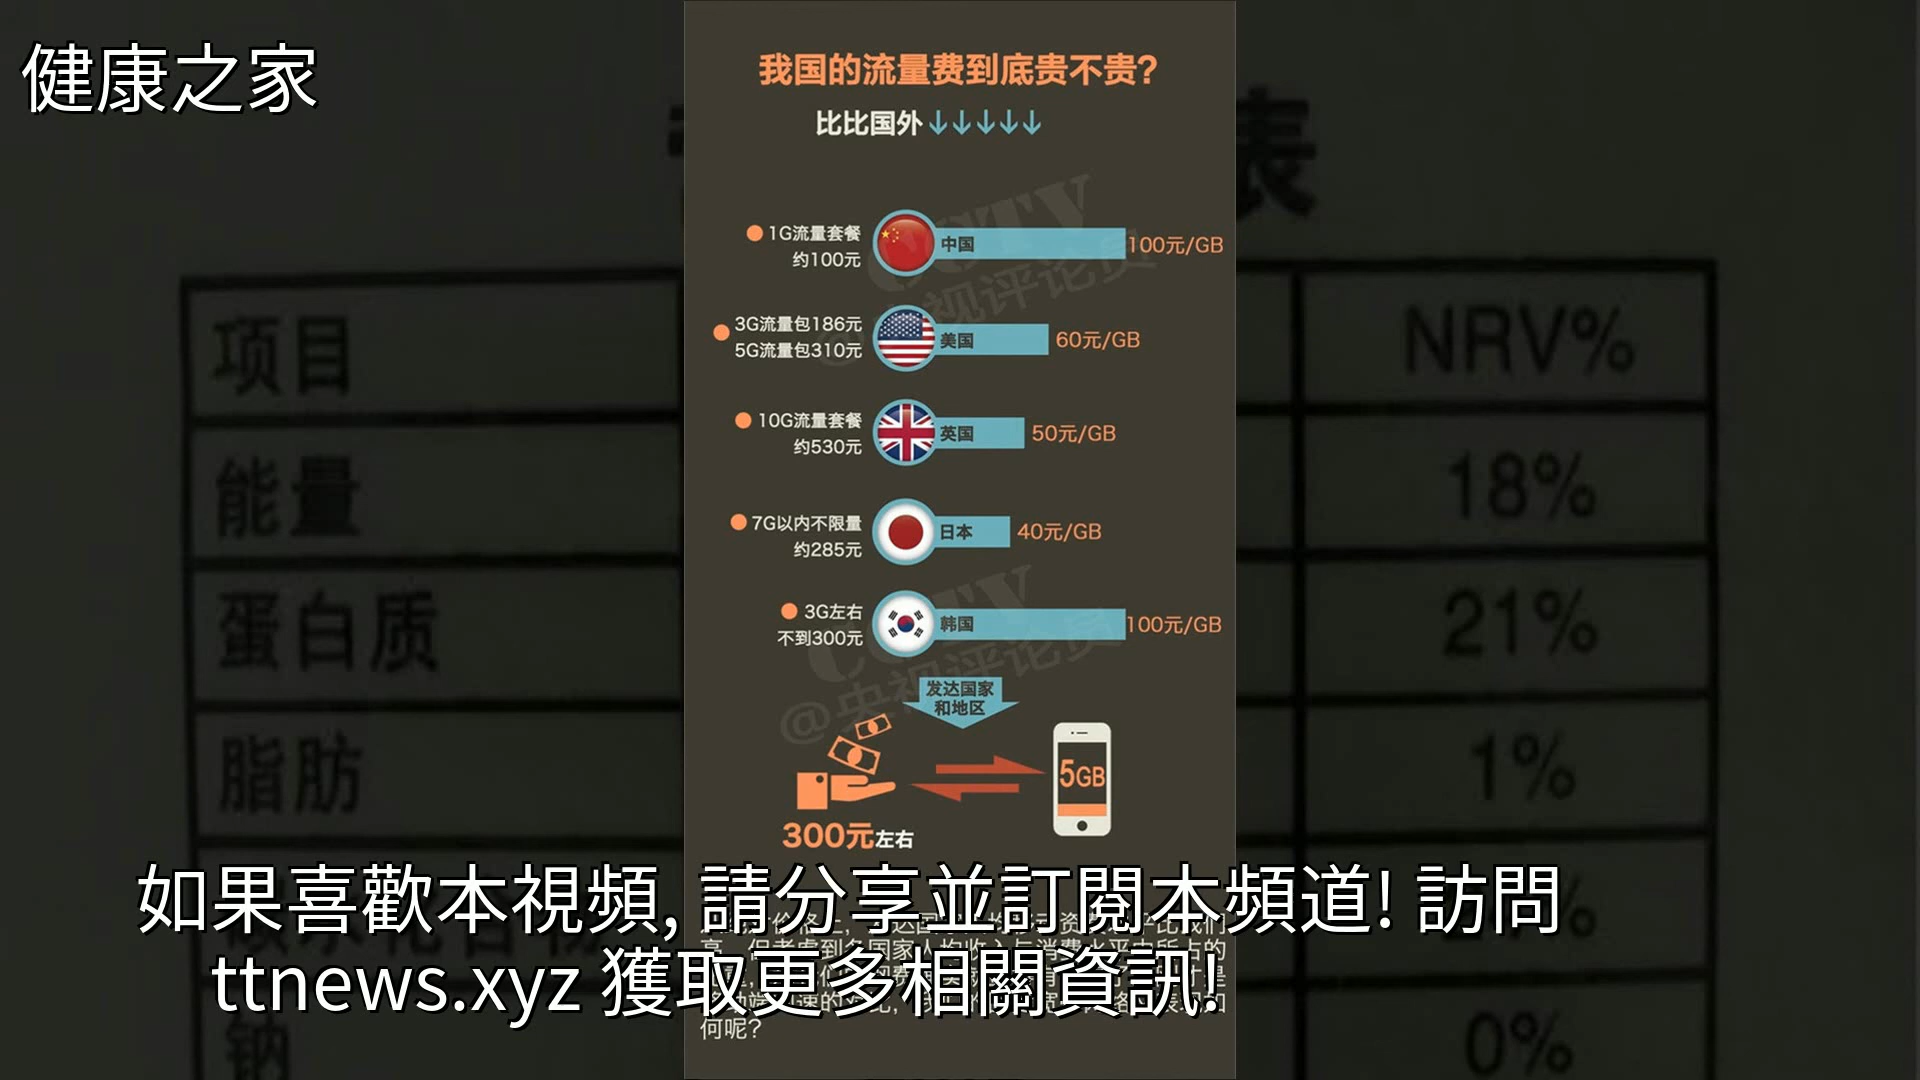 健康之家
我国的流量费到底贵不贵?
比比国外↓↓↓↓↓
1G流量套餐
约100元
中国
100元/GB
3G流量包186元
5G流量包310元
美国
60元/GB
10G流量套餐
约530元
英国
50元/GB
7G以内不限量
约285元
日本
40元/GB
3G左右
不到300元
韩国
100元/GB
发达国家
和地区
5GB
300元左右
如果喜歡本視頻, 請分享並訂閱本頻道! 訪問
ttnews.xyz 獲取更多相關資訊!
何呢?
CCTV
@央视评论员
表
项目
NRV%
能量
18%
蛋白质
21%
脂肪
1%
钠
0%